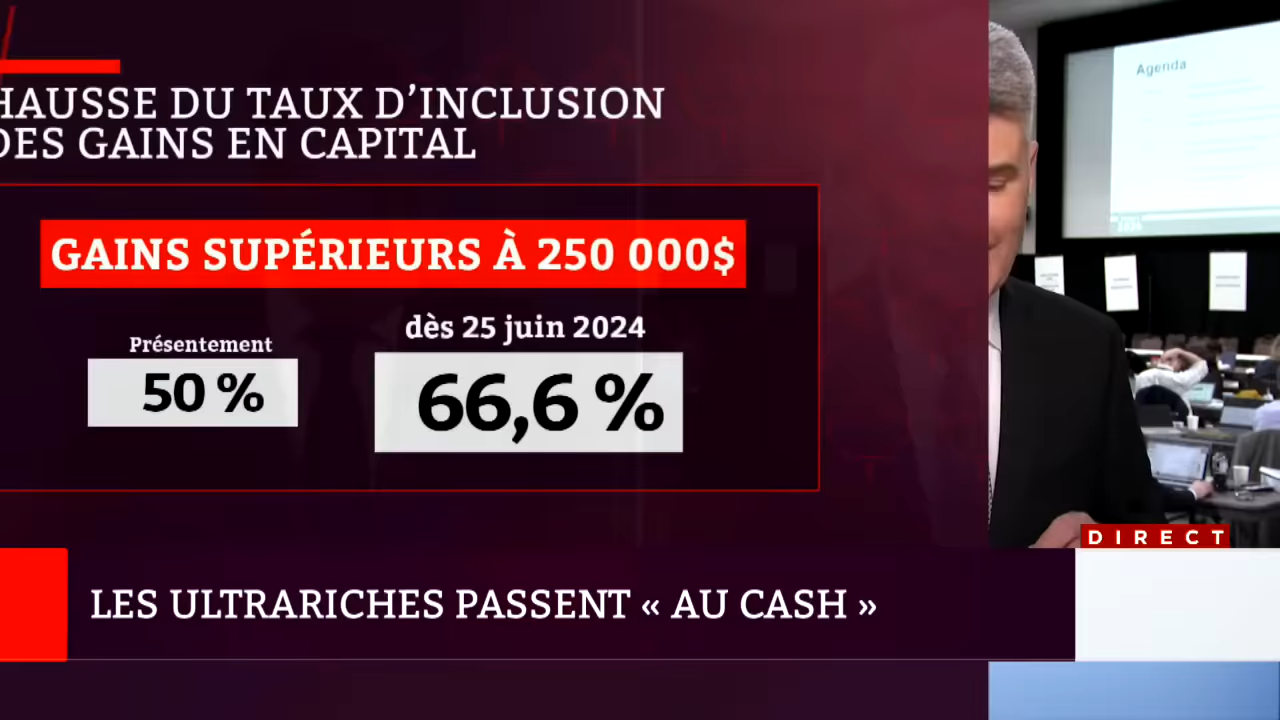 HAUSSE DU TAUX D'INCLUSION
DES GAINS EN CAPITAL
GAINS SUPÉRIEURS À 250 000$
Présentement
50 %
dès 25 juin 2024
66,6 %
Agenda
DIRECT
LES ULTRARICHES PASSENT « AU CASH »